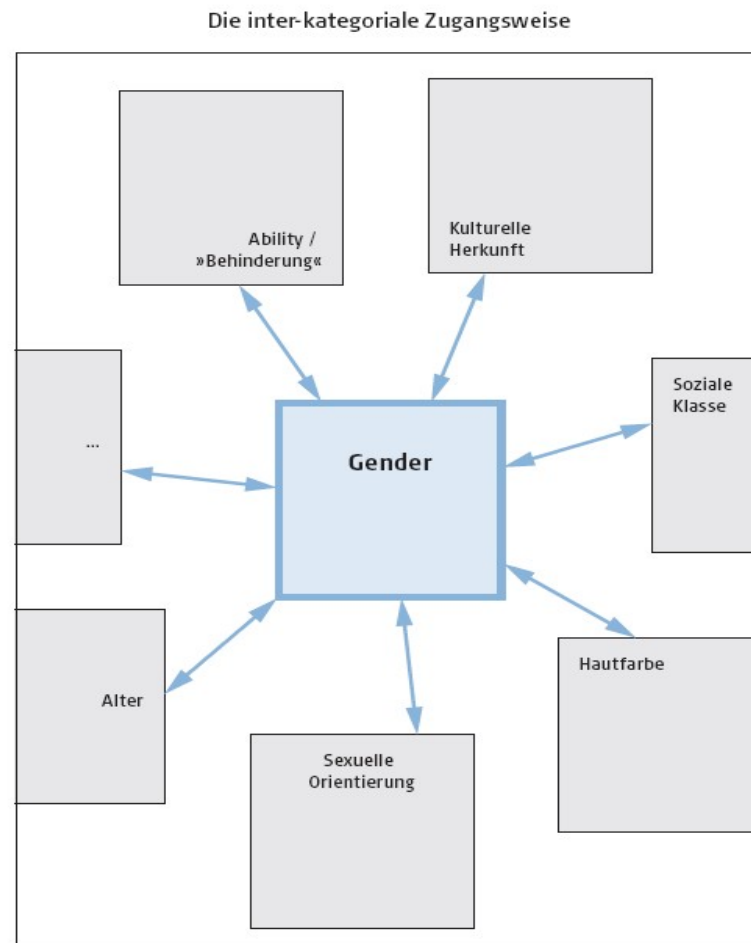 Die inter-kategoriale Zugangsweise
Ability /
»Behinderung«
Kulturelle
Herkunft
Soziale
Klasse
...
Gender
Hautfarbe
Alter
Sexuelle
Orientierung